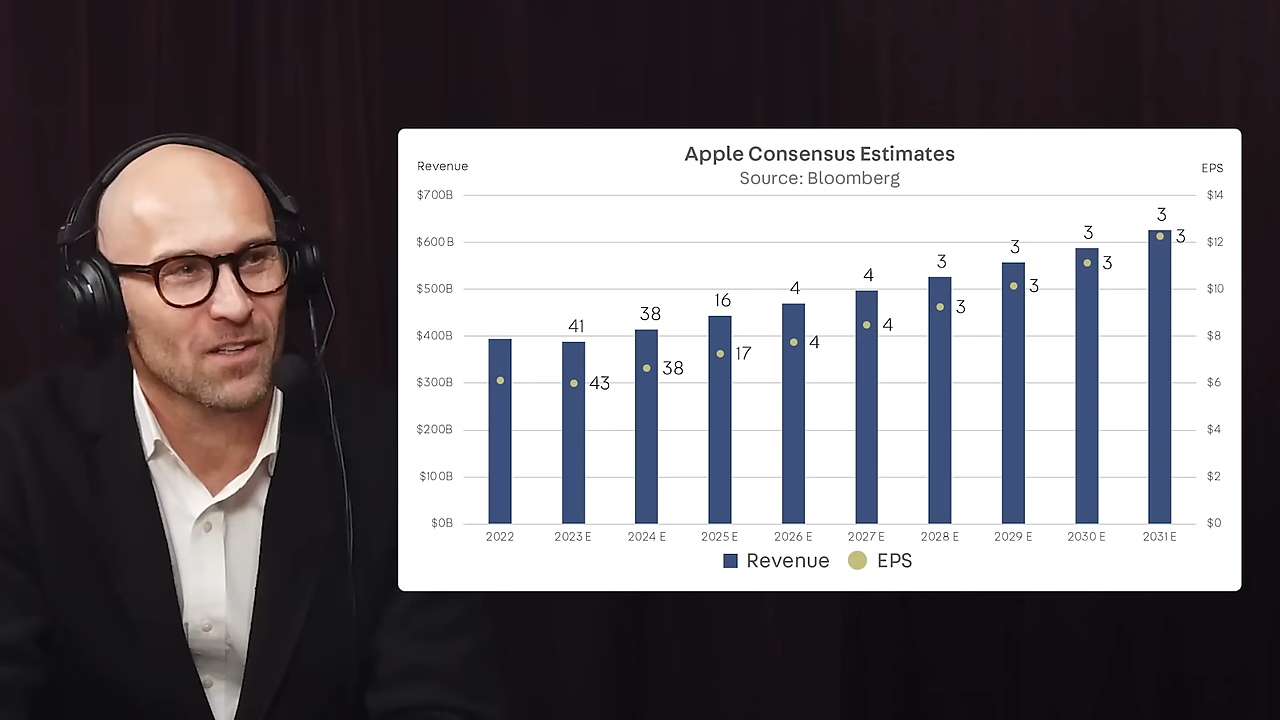 Apple Consensus Estimates
Source: Bloomberg
Revenue
EPS
$700B
$14
3
3
$600B
3
$12
3
3
3
3
$500B
4
3
$10
16
4
4
38
41
$400B
4
$8
17
38
43
$300B
$6
$200B
$4
$100B
$2
$0B
$0
2022
2023 E
2024 E
2025 E
2026 E
2027 E
2028 E
2029 E
2030 E
2031 E
Revenue
EPS